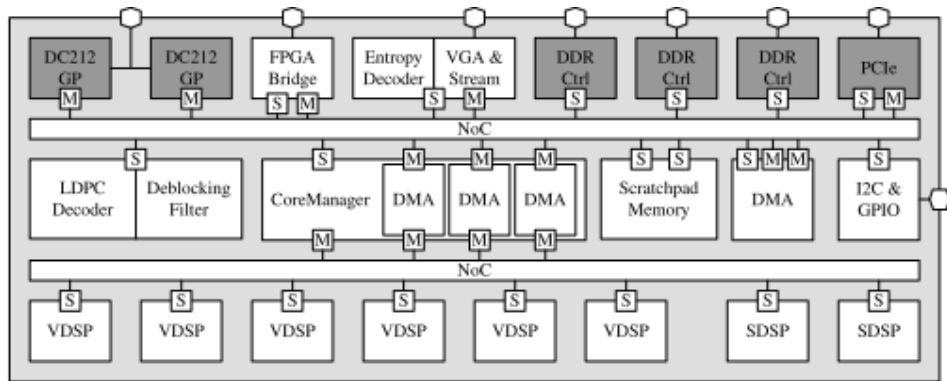 DC212 GP
DC212 GP
FPGA Bridge
Entropy Decoder
VGA & Stream
DDR Ctrl
DDR Ctrl
DDR Ctrl
PCIe
M M S M S M S S S S M
NoC
S S M M M S S S M M S
LDPC Decoder
Deblocking Filter
CoreManager
DMA
DMA
DMA
Scratchpad Memory
DMA
I2C & GPIO
M M M M
NoC
S S S S S S S S
VDSP VDSP VDSP VDSP VDSP VDSP SDSP SDSP